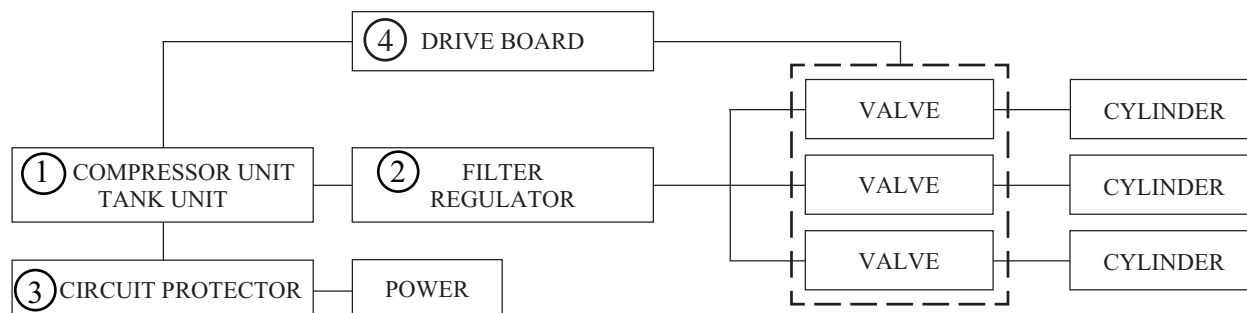 4 DRIVE BOARD
VALVE
CYLINDER
1 COMPRESSOR UNIT
TANK UNIT
2 FILTER
REGULATOR
VALVE
CYLINDER
VALVE
CYLINDER
3 CIRCUIT PROTECTOR
POWER